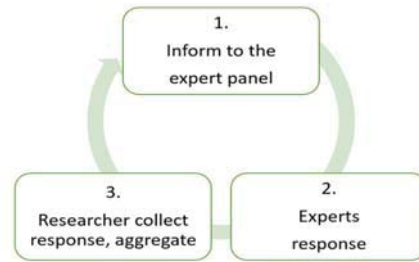 1.
Inform to the
expert panel
2.
Experts
response
3.
Researcher collect
response, aggregate